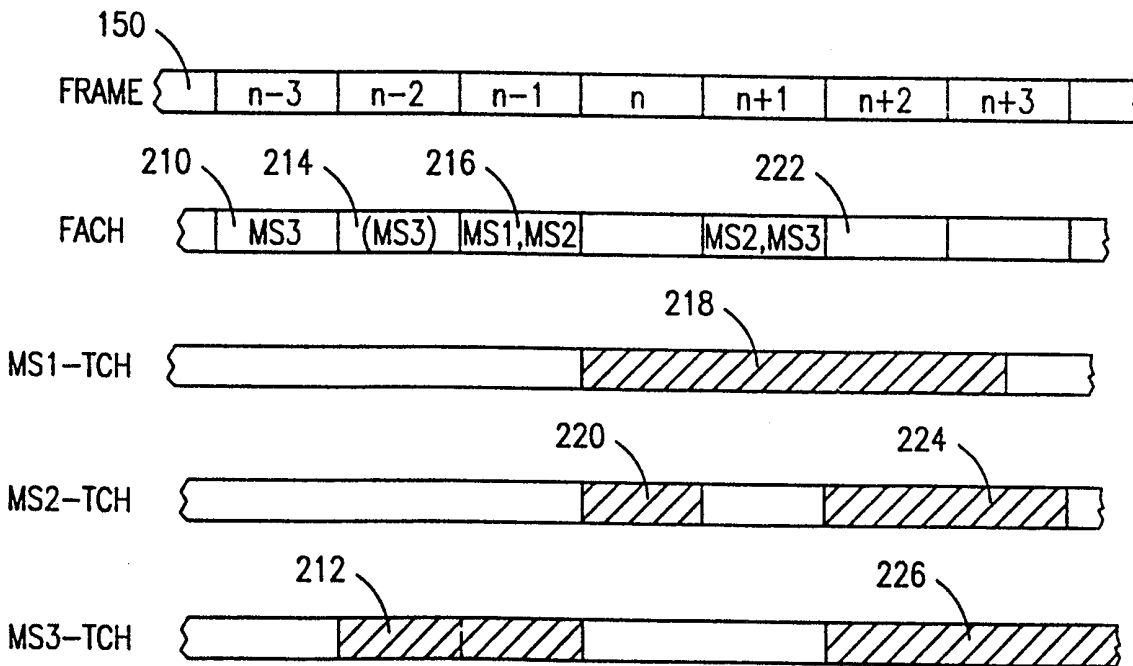 150
FRAME n-3 n-2 n-1 n n+1 n+2 n+3
210 214 216 222
FACH MS3 (MS3) MS1,MS2 MS2,MS3
218
MS1-TCH
220 224
MS2-TCH
212 226
MS3-TCH